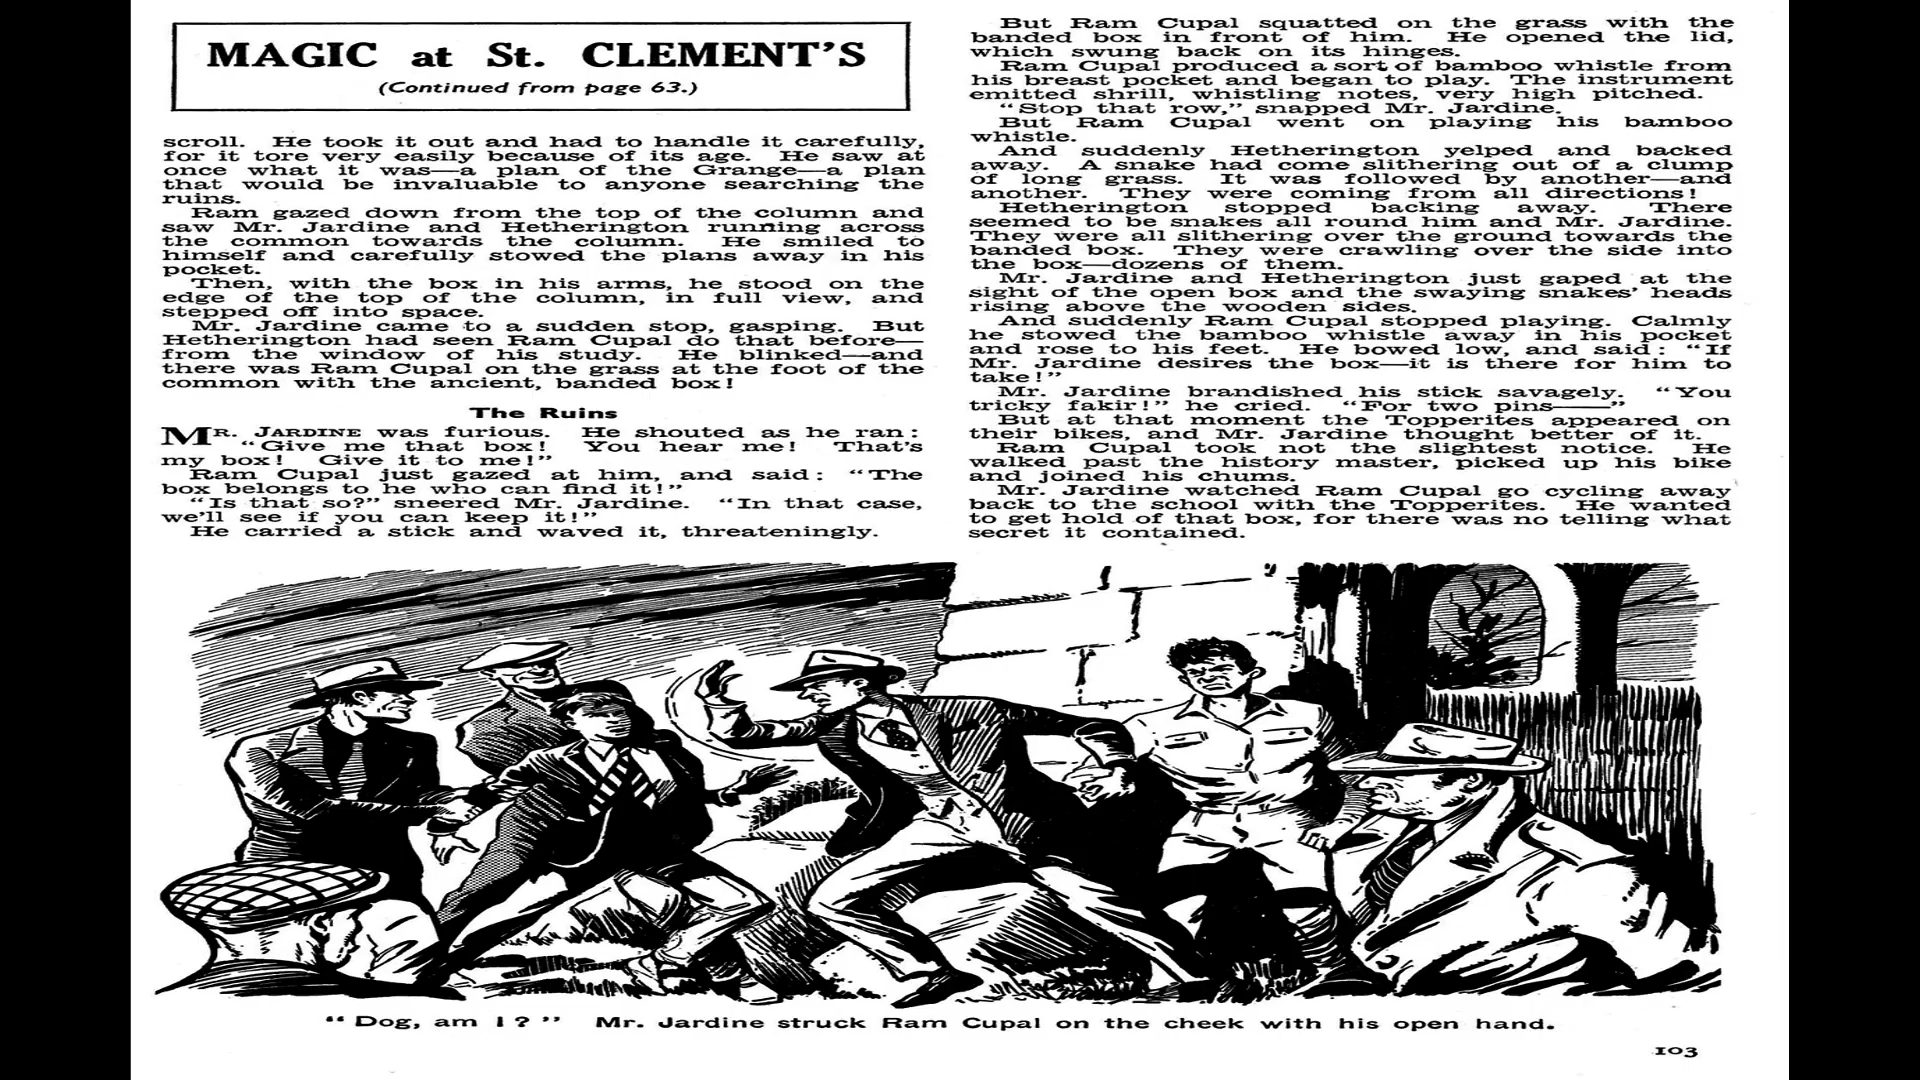 MAGIC at St. CLEMENT'S
(Continued from page 63.)
scroll. He took it out and had to handle it carefully,
for it tore very easily because of its age. He saw at
once what it was—a plan of the Grange—a plan
that would be invaluable to anyone searching the
ruins.
Ram gazed down from the top of the column and
saw Mr. Jardine and Hetherington running across
the common towards the column. He smiled to
himself and carefully stowed the plans away in his
pocket.
Then, with the box in his arms, he stood on the
edge of the top of the column, in full view, and
stepped off into space.
Mr. Jardine came to a sudden stop, gasping. But
Hetherington had seen Ram Cupal do that before—
from the window of his study. He blinked—and
there was Ram Cupal on the grass at the foot of the
common with the ancient, banded box!
The Ruins
MR. JARDINE was furious. He shouted as he ran:
"Give me that box! You hear me! That's
my box! Give it to me!"
Ram Cupal just gazed at him, and said: "The
box belongs to he who can find it!"
"Is that so?" sneered Mr. Jardine. "In that case,
we'll see if you can keep it!"
He carried a stick and waved it, threateningly.
But Ram Cupal squatted on the grass with the
banded box in front of him. He opened the lid,
which swung back on its hinges.
Ram Cupal produced a sort of bamboo whistle from
his breast pocket and began to play. The instrument
emitted shrill, whistling notes, very high pitched.
"Stop that row," snapped Mr. Jardine.
But Ram Cupal went on playing his bamboo
whistle.
And suddenly Hetherington yelped and backed
away. A snake had come slithering out of a clump
of long grass. It was followed by another—and
another. They were coming from all directions!
Hetherington stopped backing away. There
seemed to be snakes all round him and Mr. Jardine.
They were all slithering over the ground towards the
banded box. They were crawling over the side into
the box—dozens of them.
Mr. Jardine and Hetherington just gaped at the
sight of the open box and the swaying snakes' heads
rising above the wooden sides.
And suddenly Ram Cupal stopped playing. Calmly
he stowed the bamboo whistle away in his pocket
and rose to his feet. He bowed low, and said: "If
Mr. Jardine desires the box—it is there for him to
take!"
Mr. Jardine brandished his stick savagely. "You
tricky fakir!" he cried. "For two pins——"
But at that moment the Topperites appeared on
their bikes, and Mr. Jardine thought better of it.
Ram Cupal took not the slightest notice. He
walked past the history master, picked up his bike
and joined his chums.
Mr. Jardine watched Ram Cupal go cycling away
back to the school with the Topperites. He wanted
to get hold of that box, for there was no telling what
secret it contained.
"Dog, am I?" Mr. Jardine struck Ram Cupal on the cheek with his open hand.
103